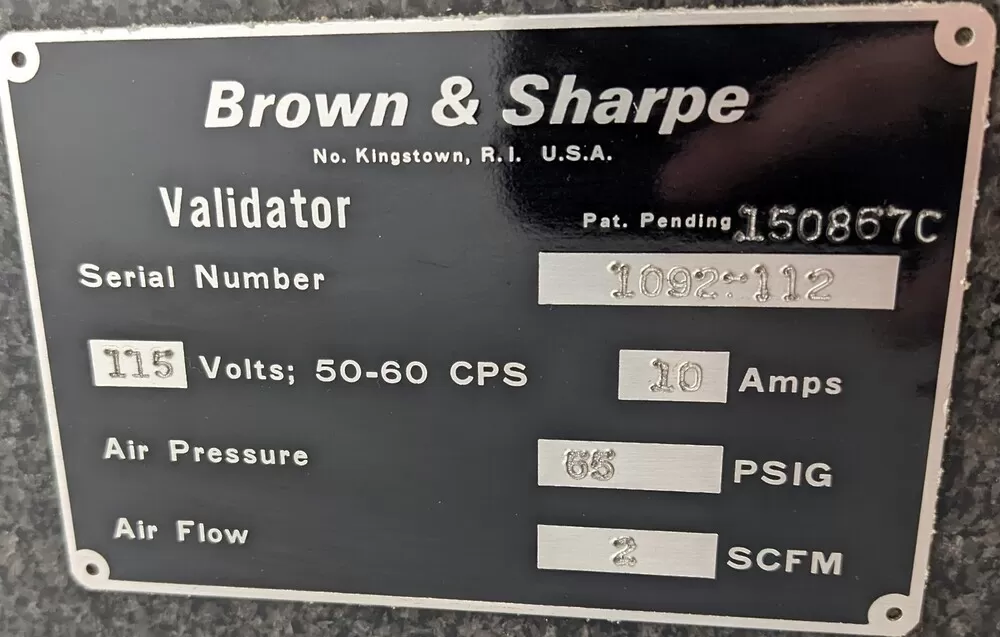 Brown & Sharpe
No. Kingstown, R.I. U.S.A.
Validator
Pat. Pending 150867C
Serial Number 1092-112
115 Volts; 50-60 CPS 10 Amps
Air Pressure 65 PSIG
Air Flow 2 SCFM